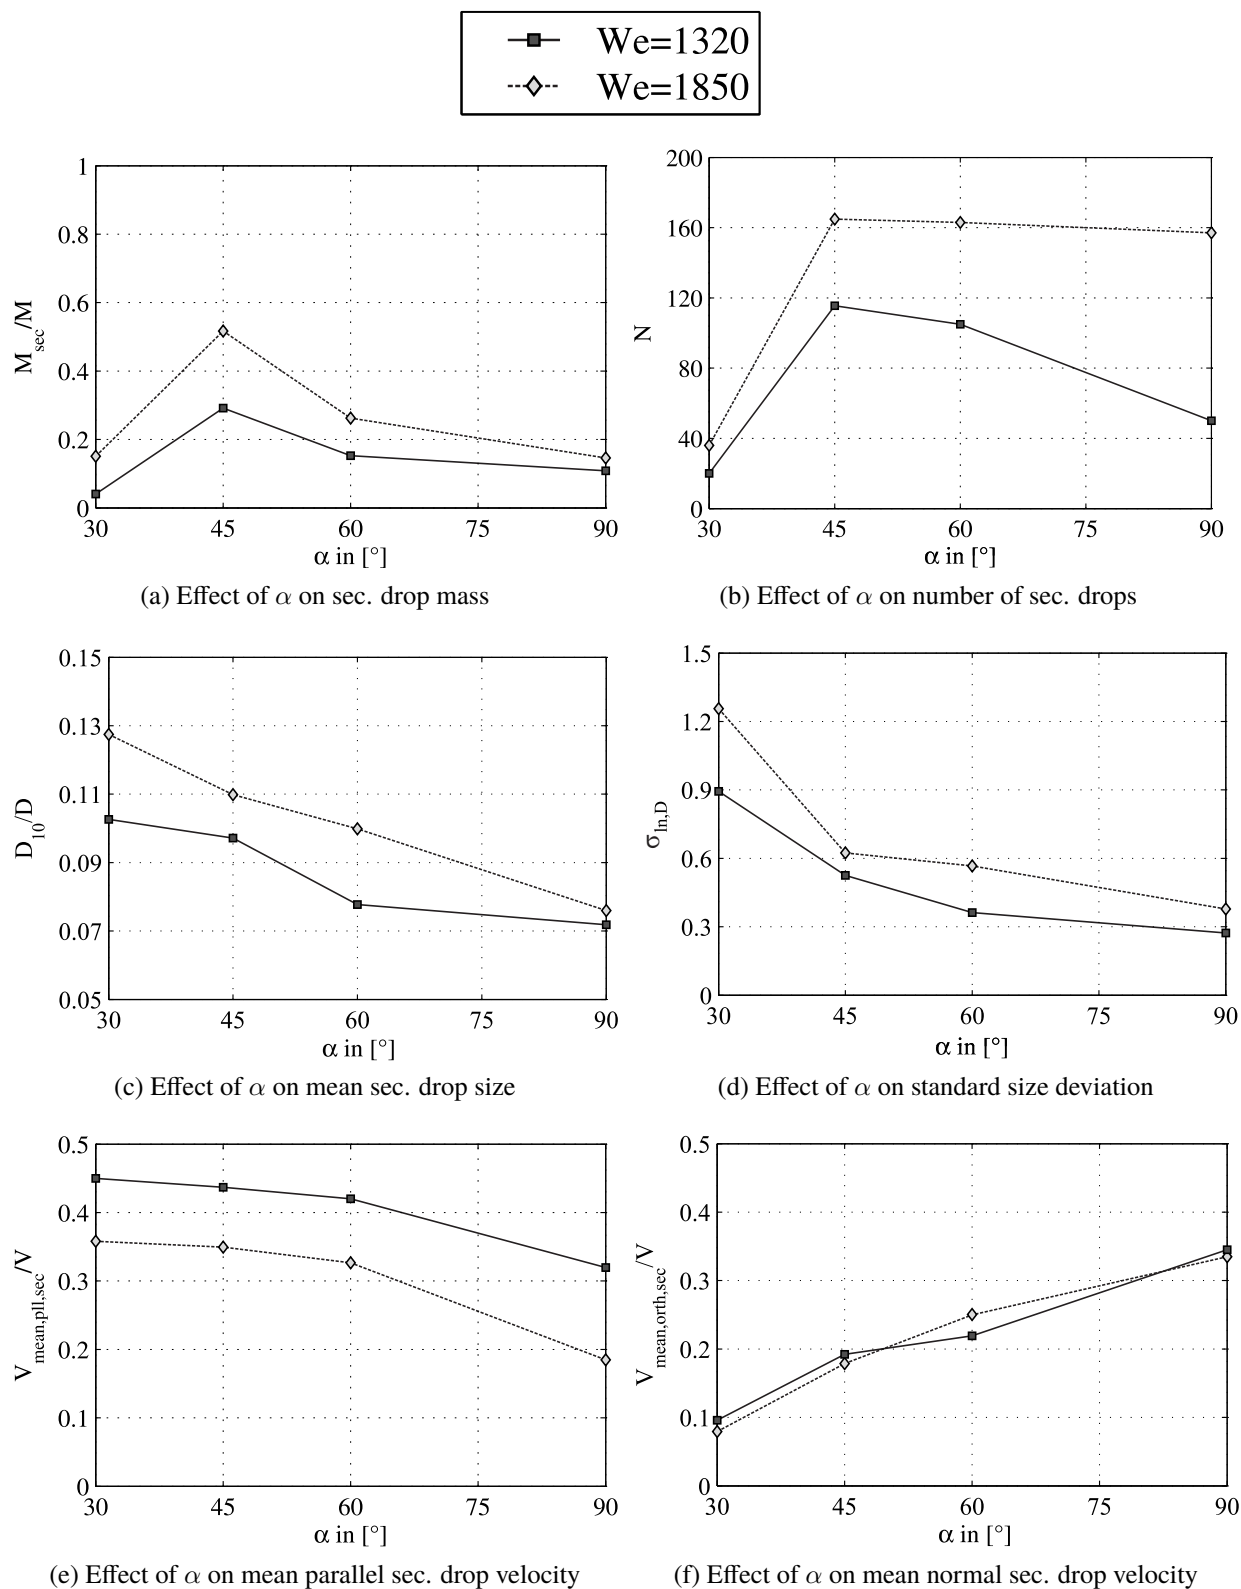 We=1320
We=1850
1
0.8
0.6
0.4
0.2
0
M_sec/M
30 45 60 75 90
α in [°]
(a) Effect of α on sec. drop mass
200
160
120
80
40
0
N
30 45 60 75 90
α in [°]
(b) Effect of α on number of sec. drops
0.15
0.13
0.11
0.09
0.07
0.05
D_10/D
30 45 60 75 90
α in [°]
(c) Effect of α on mean sec. drop size
1.5
1.2
0.9
0.6
0.3
0
σ_ln,D
30 45 60 75 90
α in [°]
(d) Effect of α on standard size deviation
0.5
0.4
0.3
0.2
0.1
0
V_mean,pll,sec/V
30 45 60 75 90
α in [°]
(e) Effect of α on mean parallel sec. drop velocity
0.5
0.4
0.3
0.2
0.1
0
V_mean,orth,sec/V
30 45 60 75 90
α in [°]
(f) Effect of α on mean normal sec. drop velocity